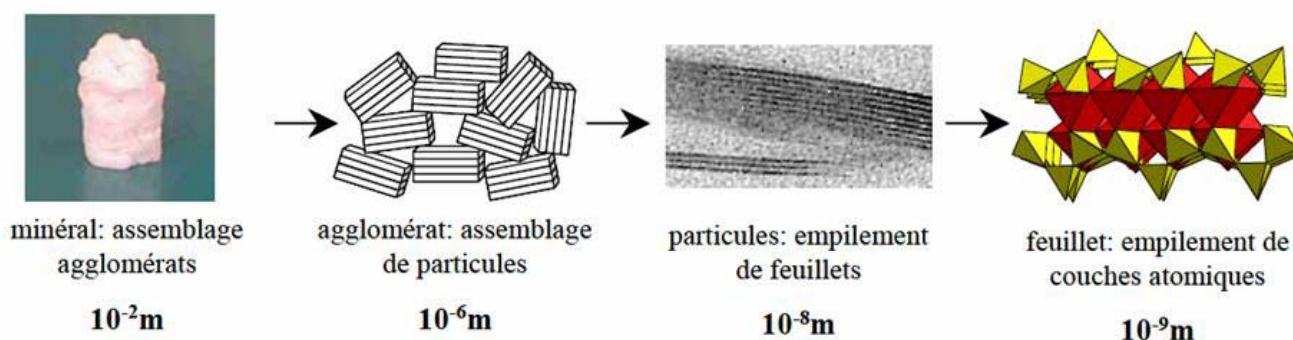 minéral: assemblage
agglomérats
10⁻²m
agglomérat: assemblage
de particules
10⁻⁶m
particules: empilement
de feuillets
10⁻⁸m
feuillet: empilement de
couches atomiques
10⁻⁹m